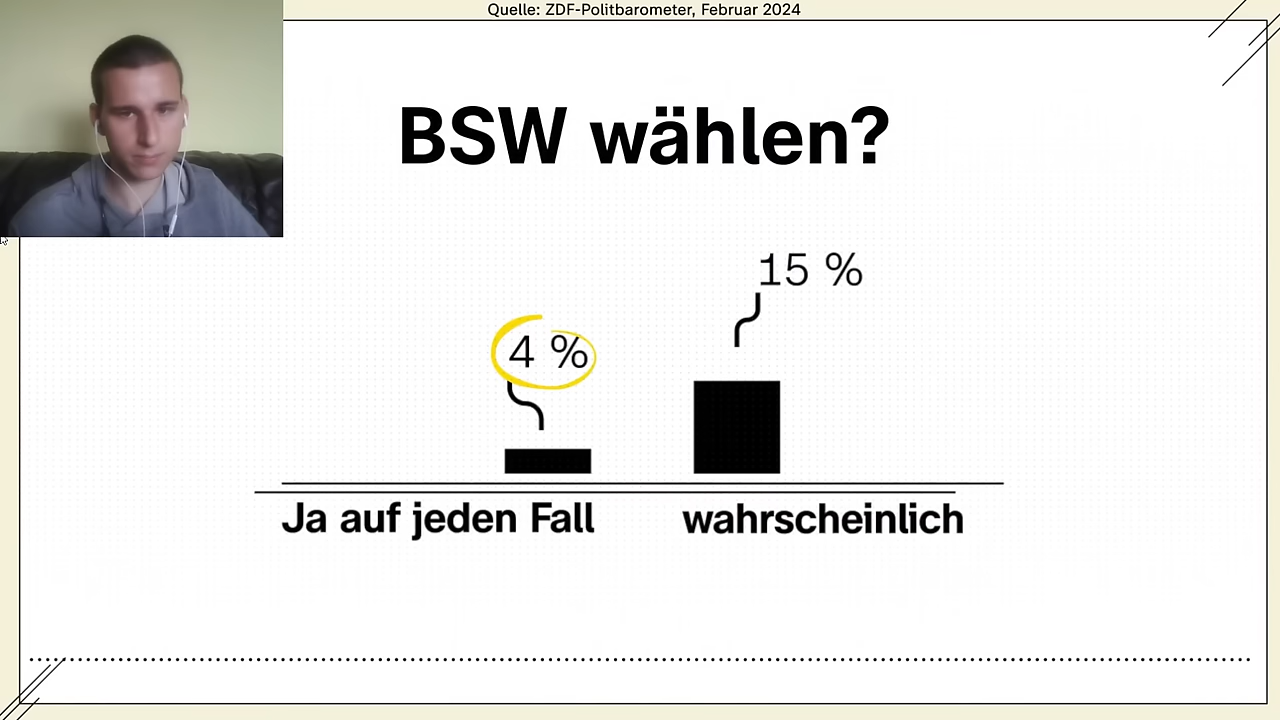 Quelle: ZDF-Politbarometer, Februar 2024
BSW wählen?
15 %
4 %
Ja auf jeden Fall
wahrscheinlich